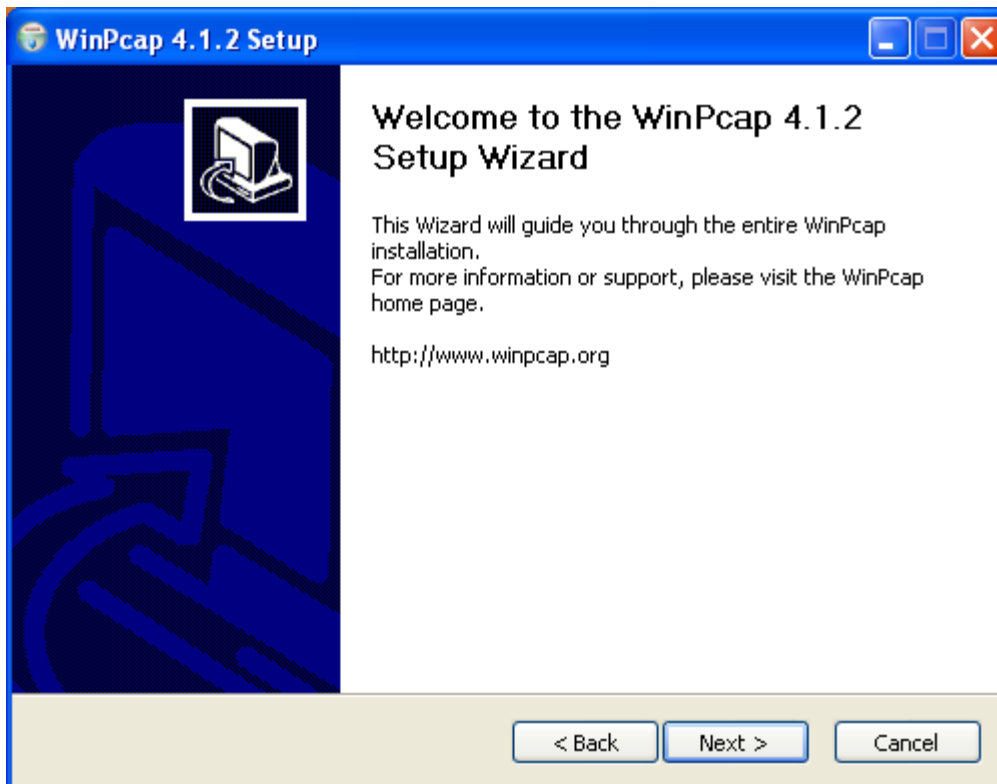 WinPcap 4.1.2 Setup
Welcome to the WinPcap 4.1.2
Setup Wizard
This Wizard will guide you through the entire WinPcap
installation.
For more information or support, please visit the WinPcap
home page.
http://www.winpcap.org
< Back
Next >
Cancel